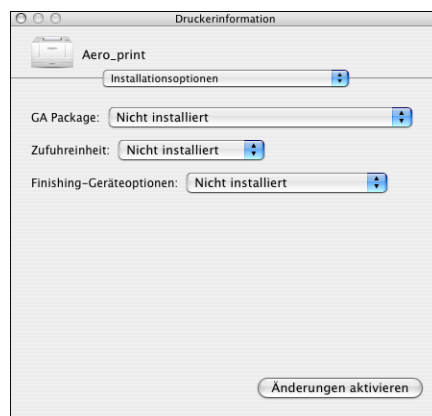 Druckerinformation
Aero_print
Installationsoptionen
GA Package: Nicht installiert
Zufuhreinheit: Nicht installiert
Finishing-Geräteoptionen: Nicht installiert
Änderungen aktivieren